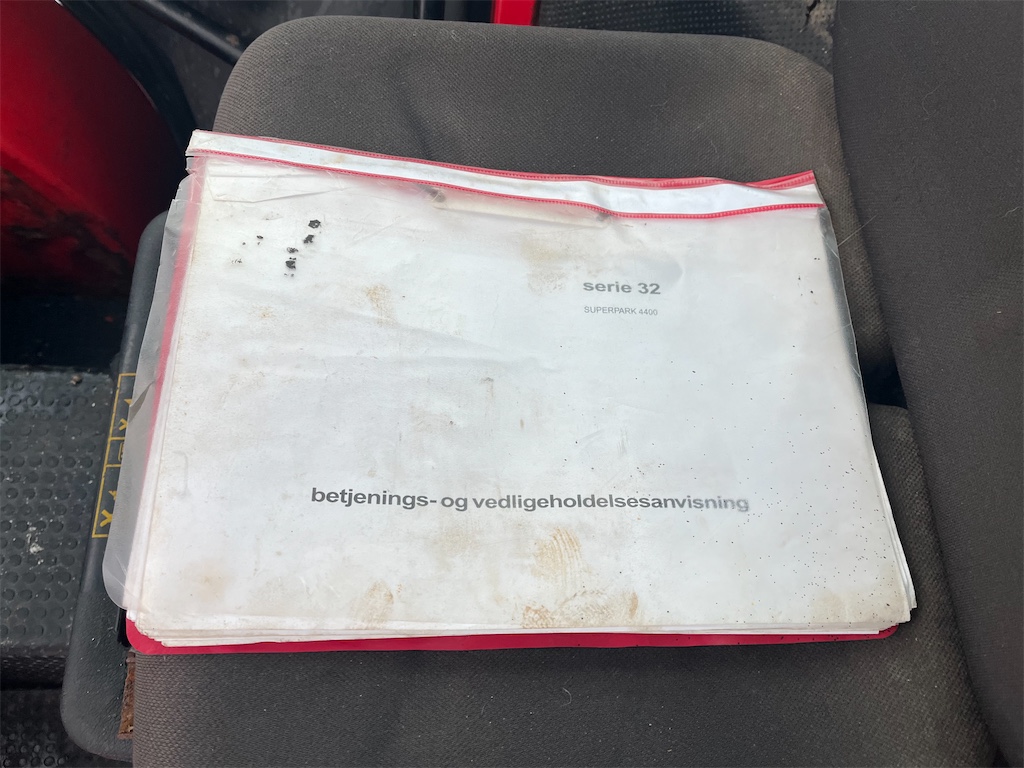 serie 32
SUPERPARK 4400
betjenings- og vedligeholdelsesanvisning